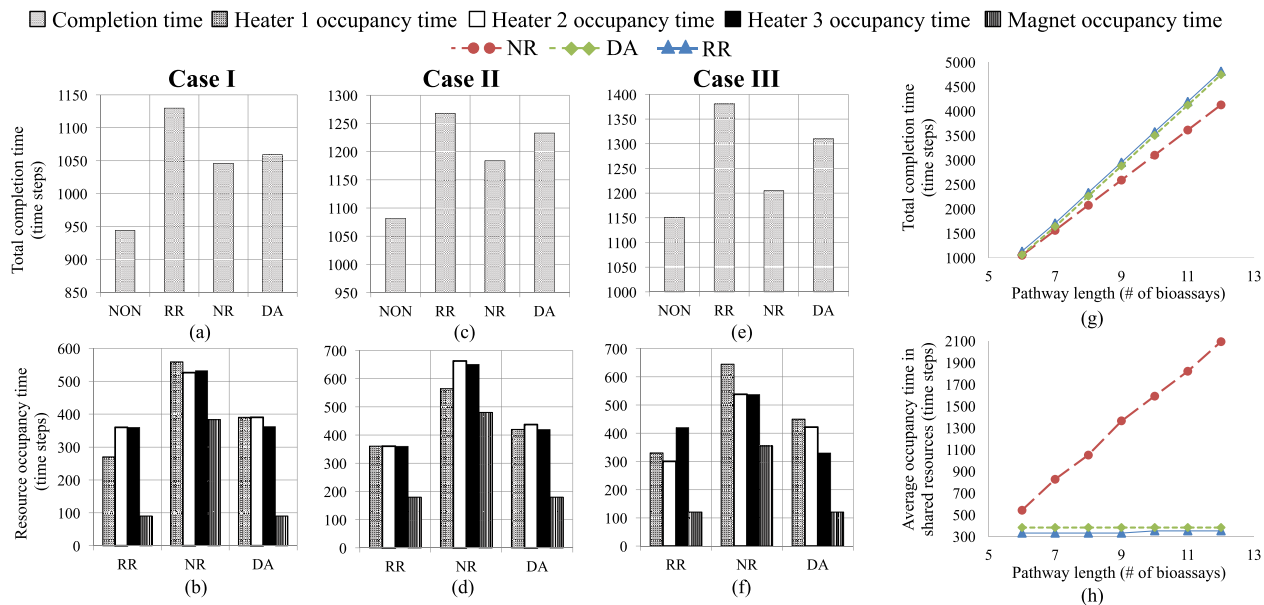 Completion time Heater 1 occupancy time Heater 2 occupancy time Heater 3 occupancy time Magnet occupancy time
NR DA RR
Case I
Total completion time
(time steps)
1150
1100
1050
1000
950
900
850
NON RR NR DA
(a)
Case II
1300
1250
1200
1150
1100
1050
1000
950
NON RR NR DA
(c)
Case III
1400
1350
1300
1250
1200
1150
1100
1050
1000
NON RR NR DA
(e)
Total completion time
(time steps)
5000
4500
4000
3500
3000
2500
2000
1500
1000
5 7 9 11 13
Pathway length (# of bioassays)
(g)
Resource occupancy time
(time steps)
600
500
400
300
200
100
0
RR NR DA
(b)
700
600
500
400
300
200
100
0
RR NR DA
(d)
700
600
500
400
300
200
100
0
RR NR DA
(f)
Average occupancy time in
shared resources (time steps)
2100
1900
1700
1500
1300
1100
900
700
500
300
5 7 9 11 13
Pathway length (# of bioassays)
(h)